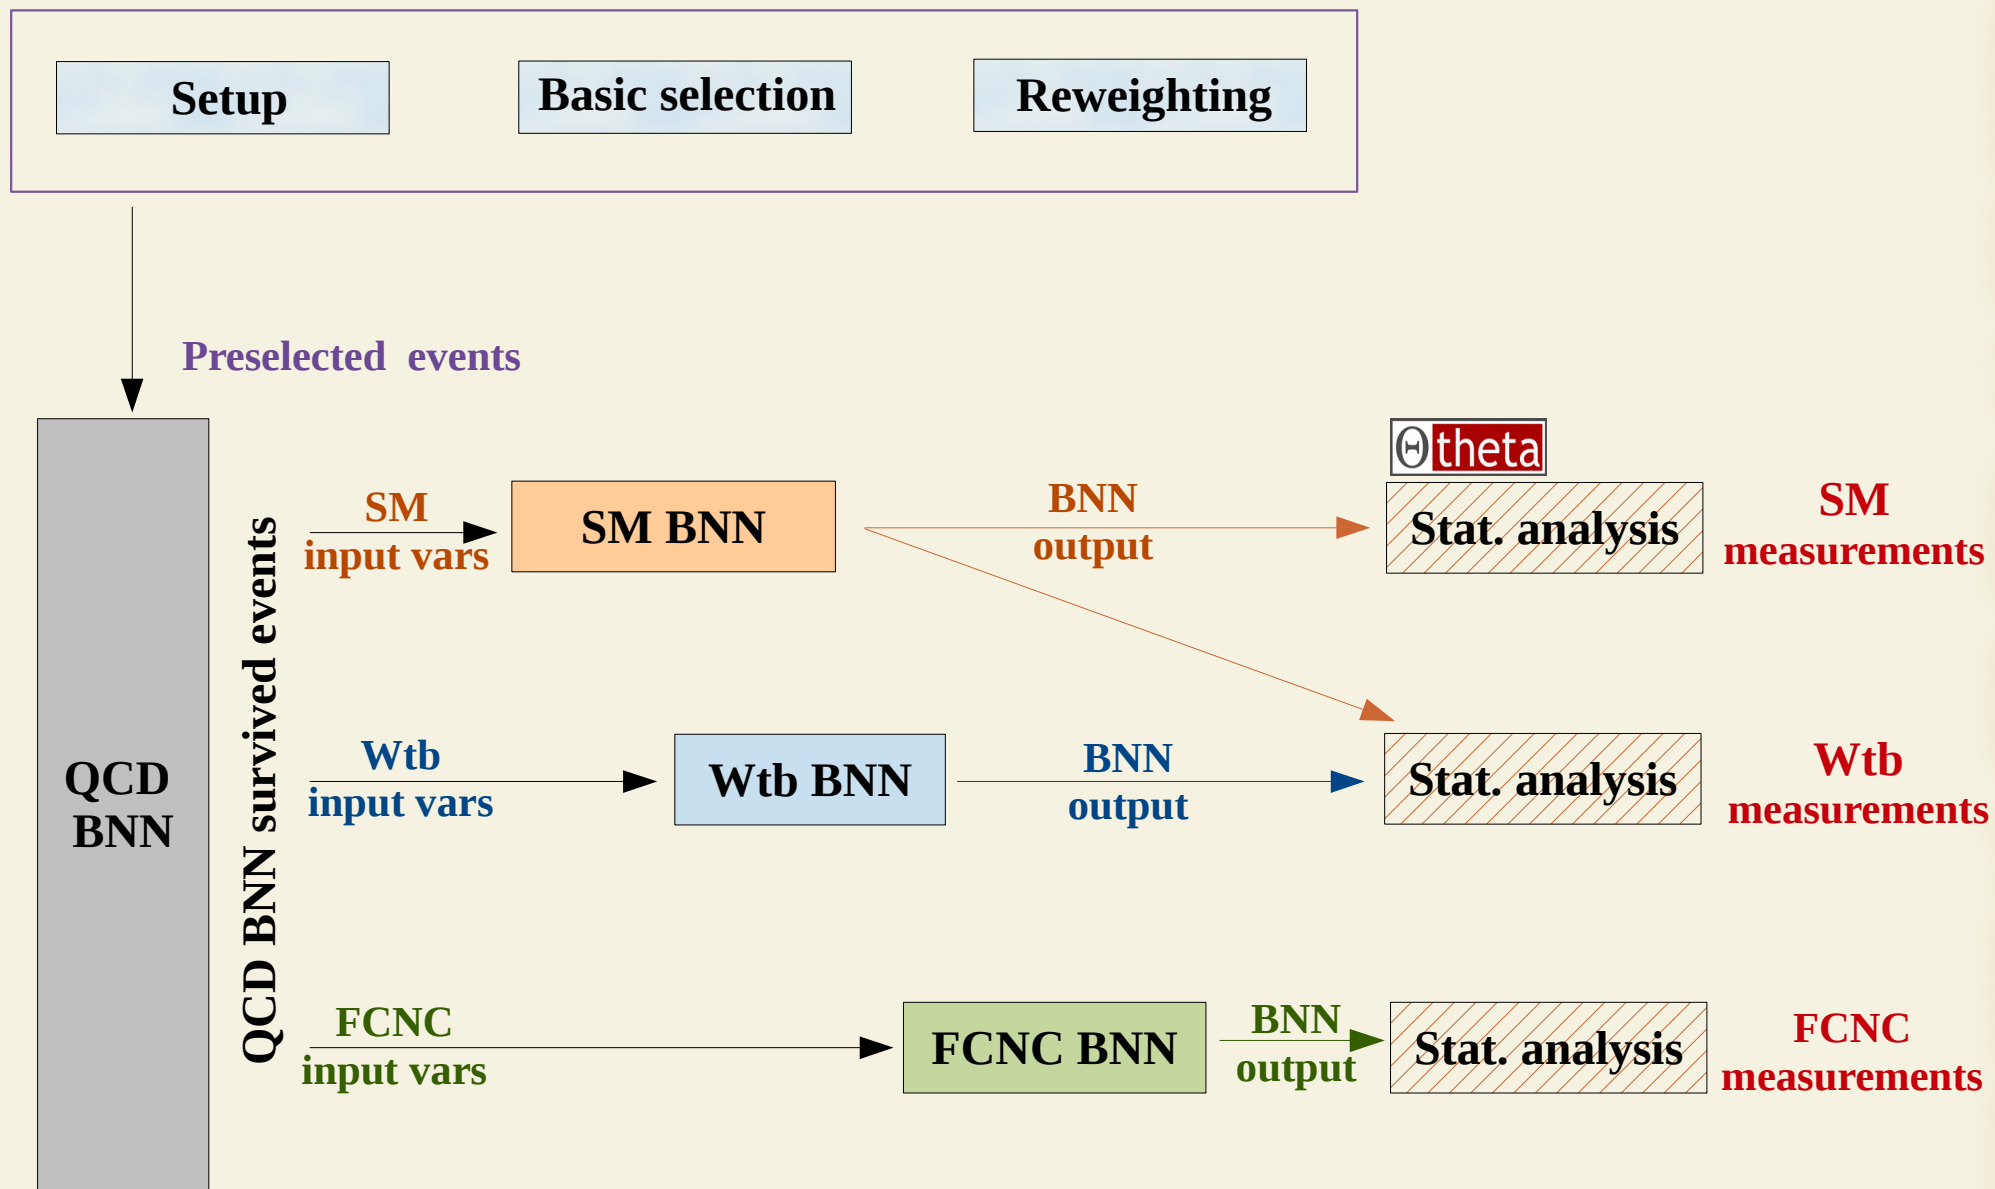 Setup
Basic selection
Reweighting
Preselected events
QCD
BNN
QCD BNN survived events
SM
input vars
SM BNN
BNN
output
Θ theta
Stat. analysis
SM
measurements
Wtb
input vars
Wtb BNN
BNN
output
Stat. analysis
Wtb
measurements
FCNC
input vars
FCNC BNN
BNN
output
Stat. analysis
FCNC
measurements